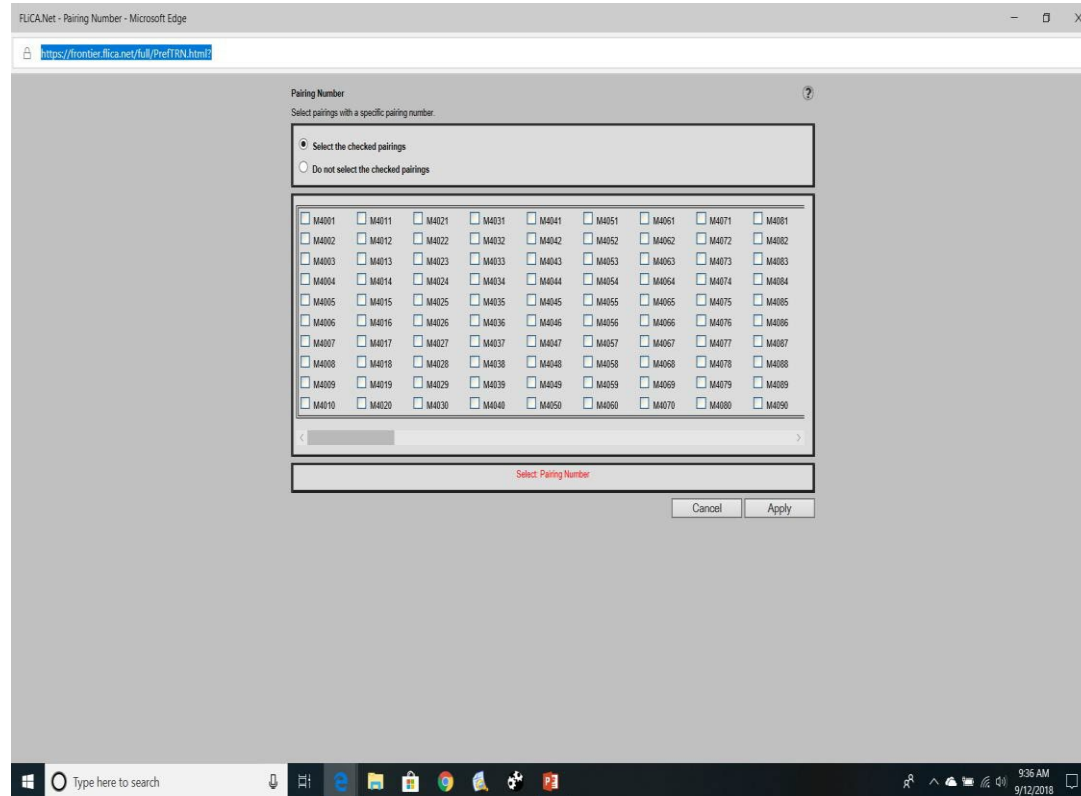 FLiCA.Net - Pairing Number - Microsoft Edge
https://frontier.flica.net/full/PrefTRN.html?
Pairing Number ?
Select pairings with a specific pairing number.
Select the checked pairings
Do not select the checked pairings
M4001 M4011 M4021 M4031 M4041 M4051 M4061 M4071 M4081
M4002 M4012 M4022 M4032 M4042 M4052 M4062 M4072 M4082
M4003 M4013 M4023 M4033 M4043 M4053 M4063 M4073 M4083
M4004 M4014 M4024 M4034 M4044 M4054 M4064 M4074 M4084
M4005 M4015 M4025 M4035 M4045 M4055 M4065 M4075 M4085
M4006 M4016 M4026 M4036 M4046 M4056 M4066 M4076 M4086
M4007 M4017 M4027 M4037 M4047 M4057 M4067 M4077 M4087
M4008 M4018 M4028 M4038 M4048 M4058 M4068 M4078 M4088
M4009 M4019 M4029 M4039 M4049 M4059 M4069 M4079 M4089
M4010 M4020 M4030 M4040 M4050 M4060 M4070 M4080 M4090
Select: Pairing Number
Cancel Apply
Type here to search
9:36 AM
9/12/2018